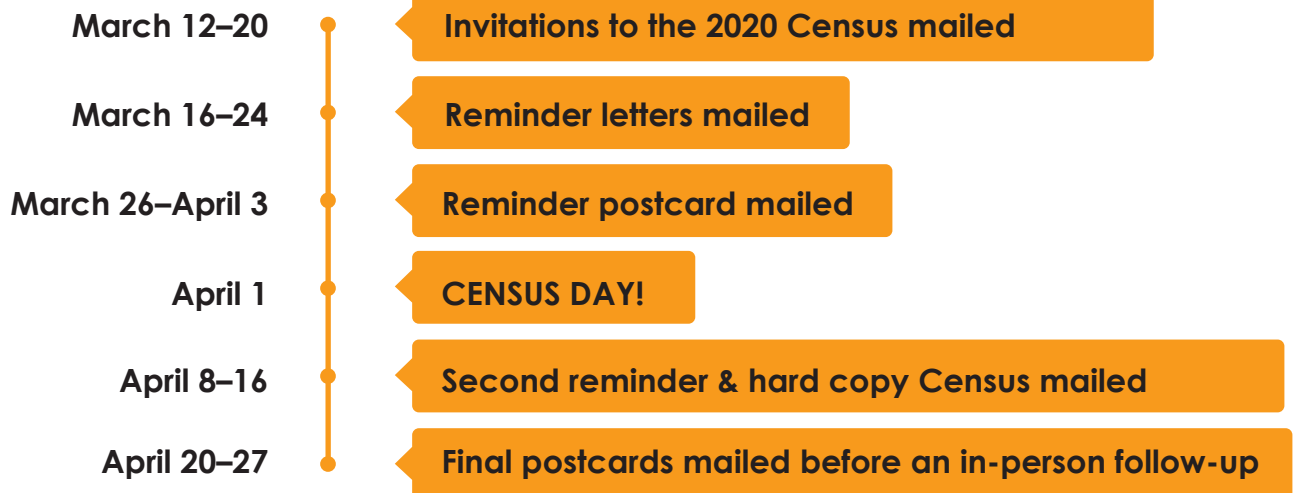 March 12–20 Invitations to the 2020 Census mailed
March 16–24 Reminder letters mailed
March 26–April 3 Reminder postcard mailed
April 1 CENSUS DAY!
April 8–16 Second reminder & hard copy Census mailed
April 20–27 Final postcards mailed before an in-person follow-up